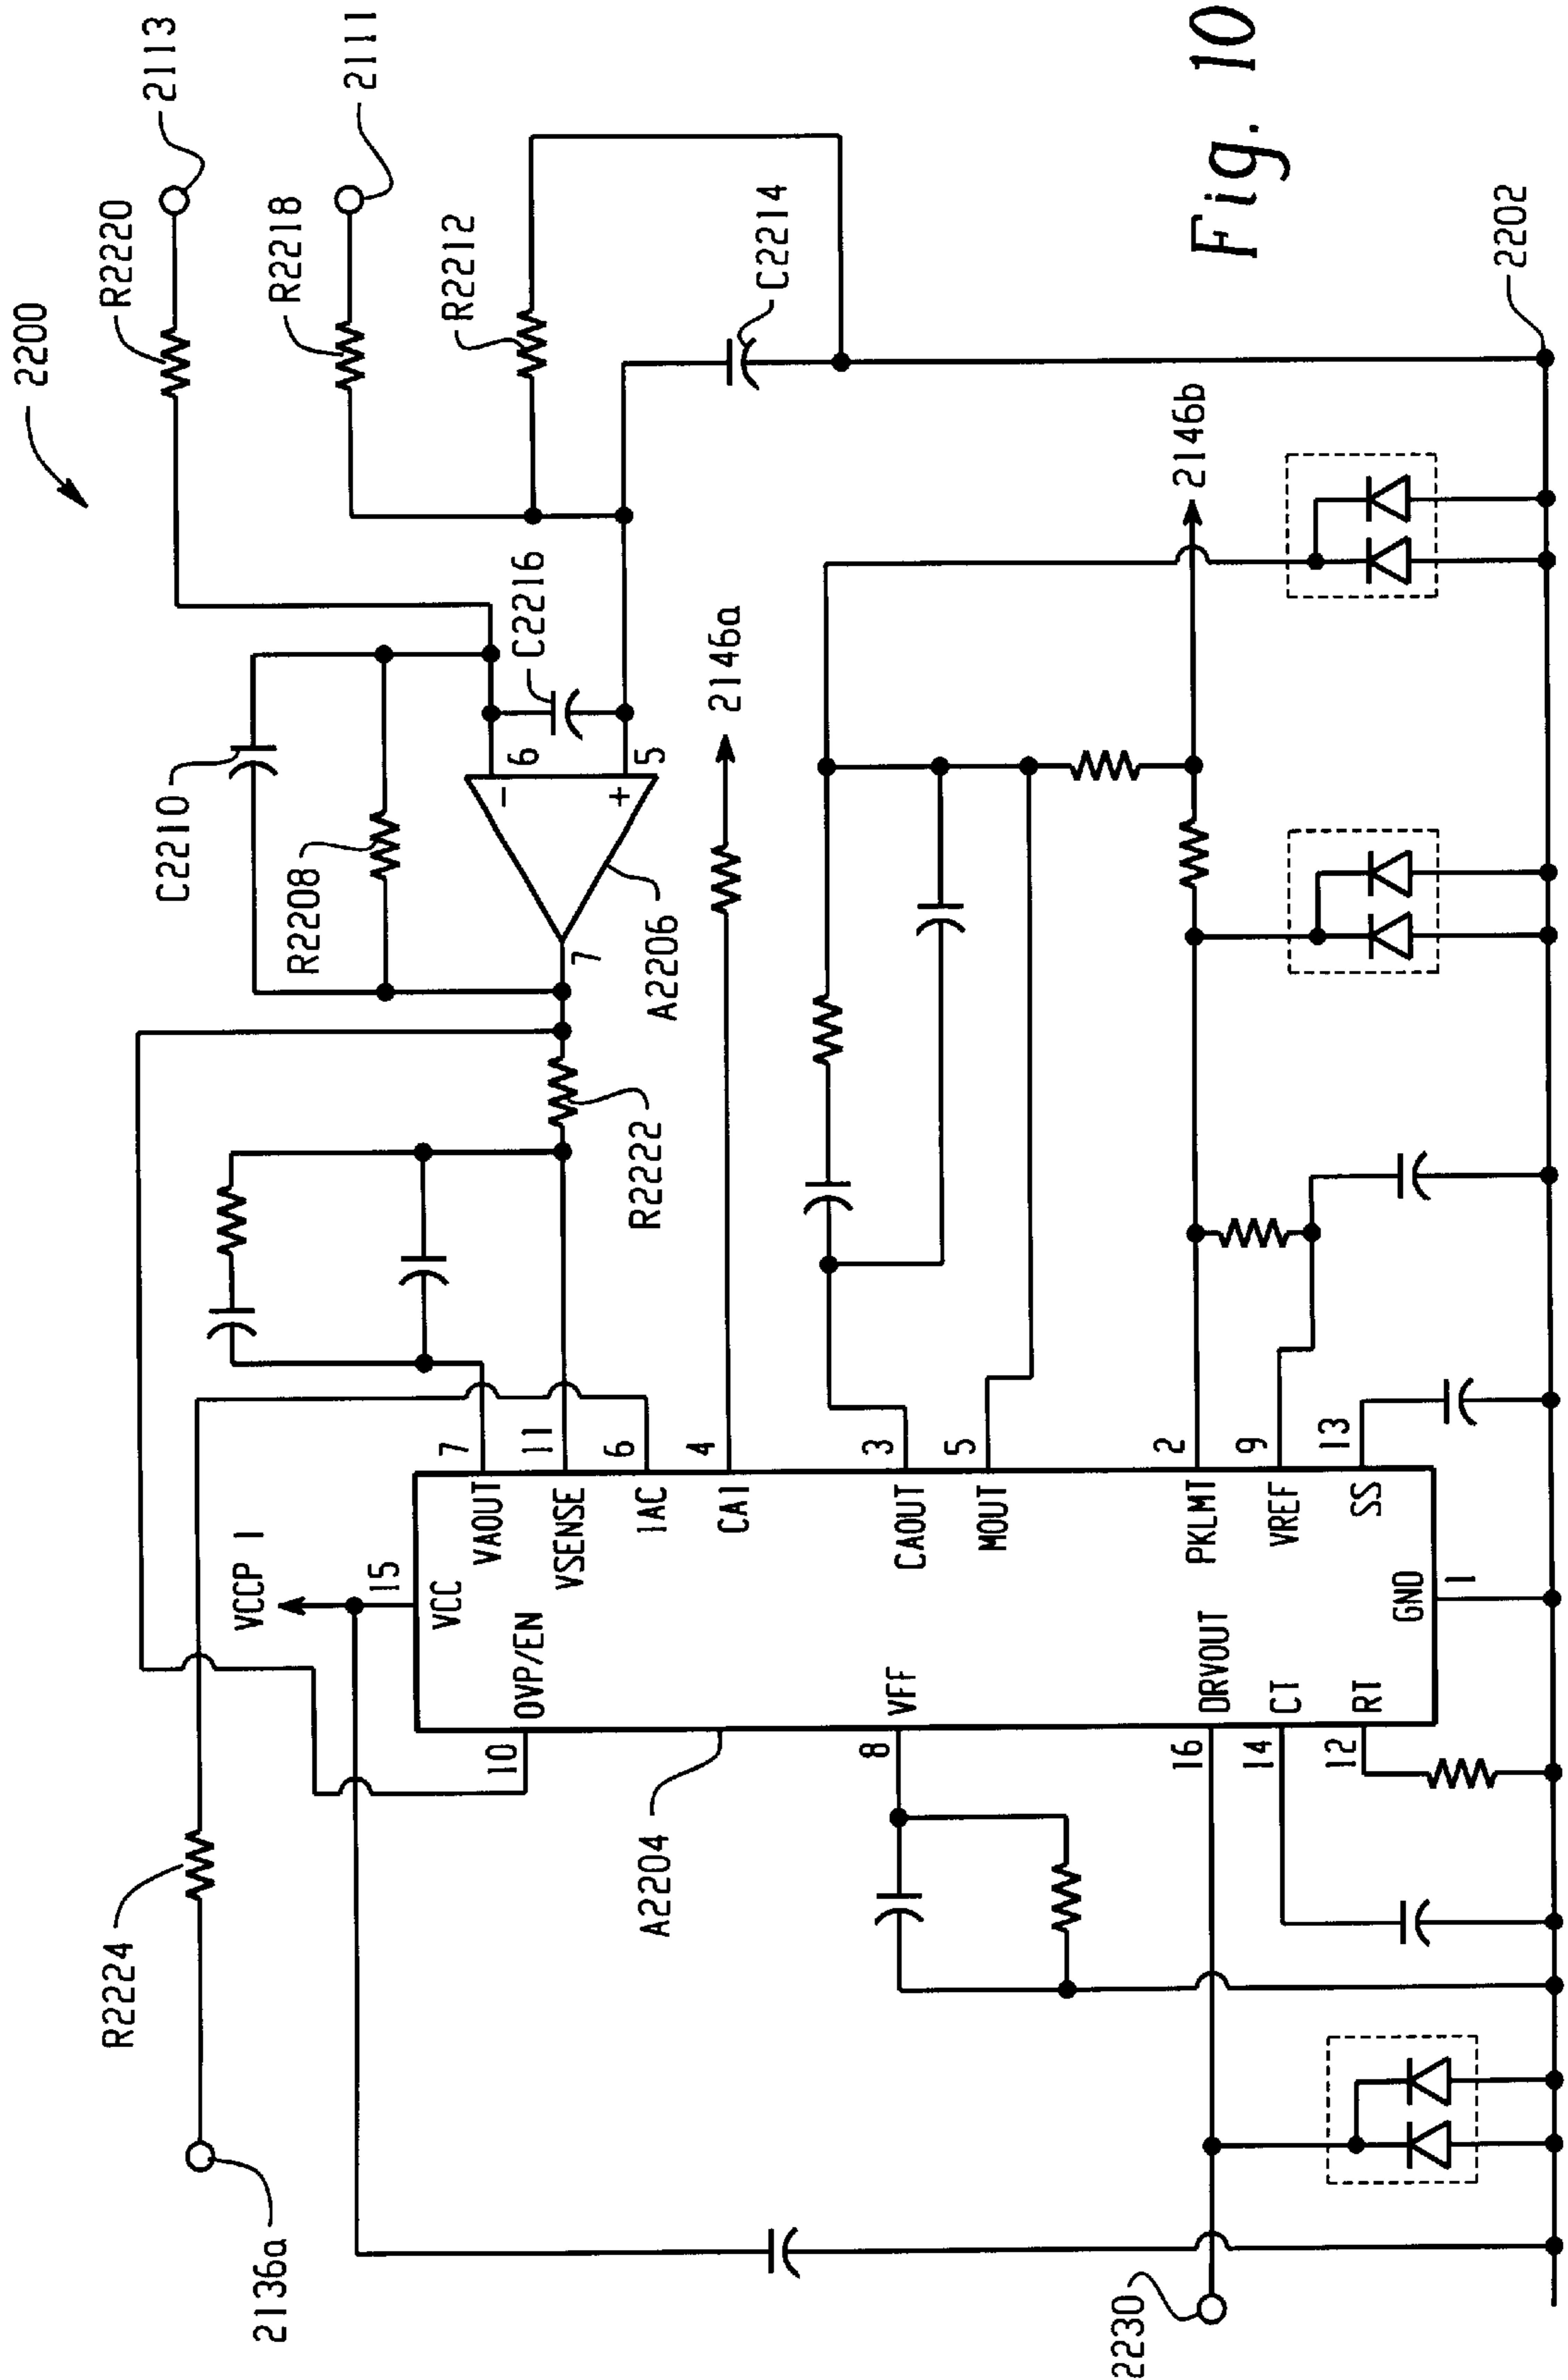 2200
R2220
2113
R2218
2111
R2212
C2214
C2210
R2208
C2216
6
5
-
+
7
A2206
R2222
2146a
2146b
R2224
2136a
VCCP 1
15
VCC
7
VAOUT
11
VSENSE
6
IAC
4
CAI
3
CAOUT
5
MOUT
2
PKLMT
9
VREF
13
SS
10
OVP/EN
A2204
8
VFF
16
DRVOUT
14
CT
12
RT
GND
1
2230
2202
Fig. 10